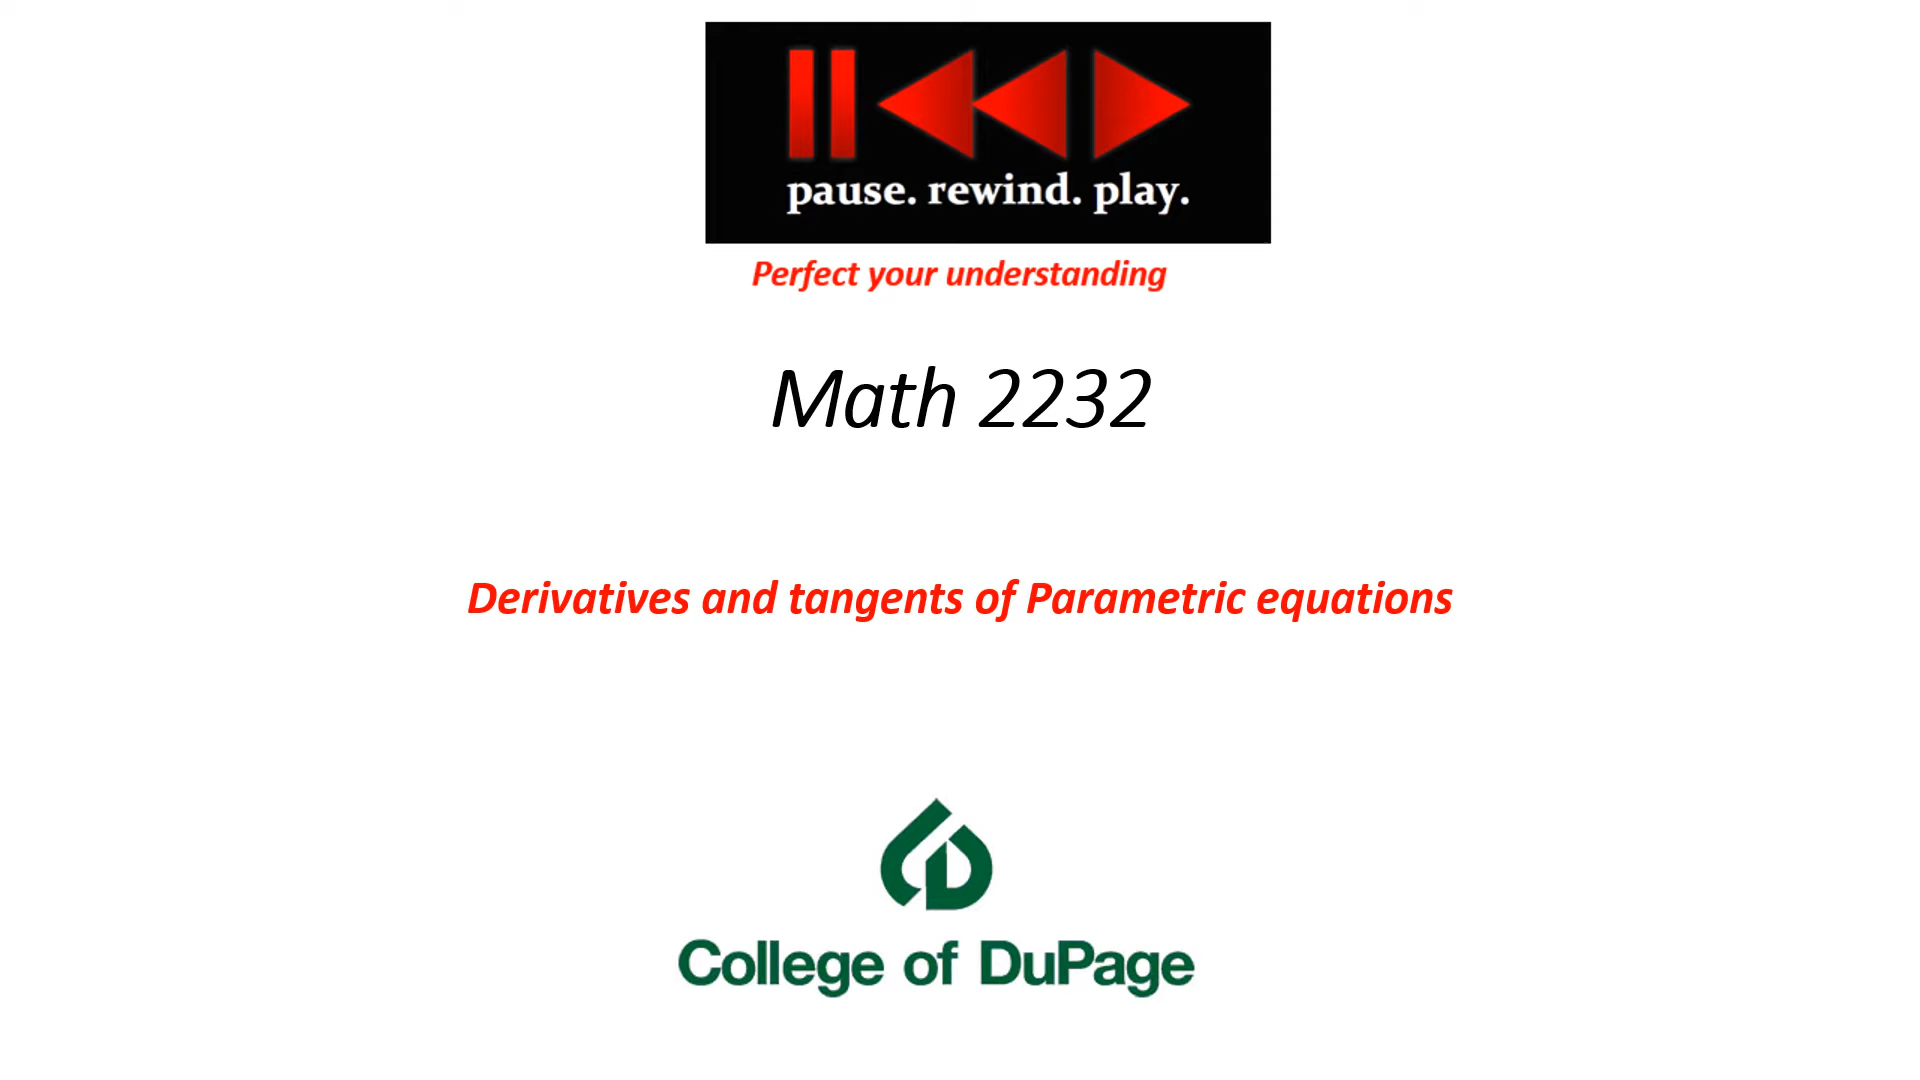 pause. rewind. play.
Perfect your understanding
Math 2232
Derivatives and tangents of Parametric equations
College of DuPage